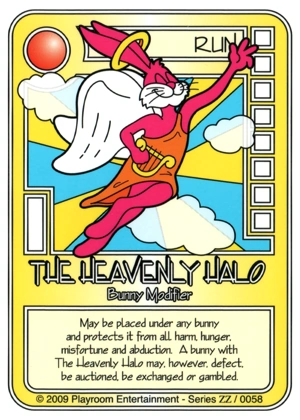 RUN
THE HEAVENLY HALO
Bunny Modifier
May be placed under any bunny
and protects it from all harm, hunger,
misfortune and abduction. A bunny with
The Heavenly Halo may, however, defect,
be auctioned, be exchanged or gambled.
© 2009 Playroom Entertainment - Series ZZ / 0058